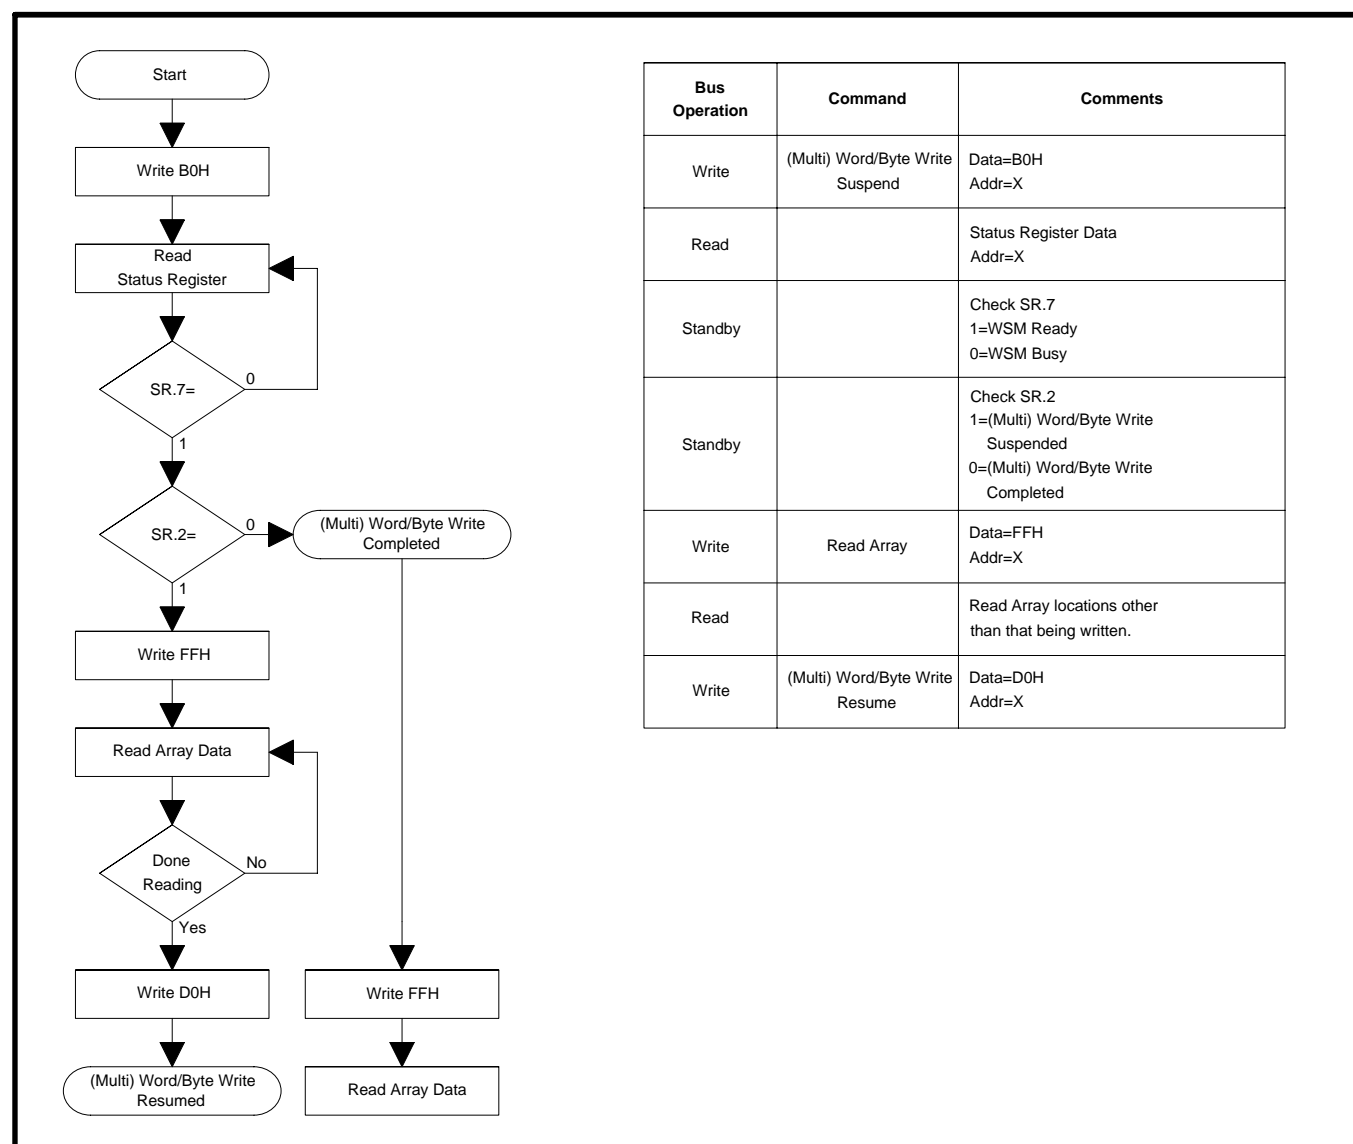 Start
Write B0H
Read
Status Register
SR.7=
0
1
SR.2=
0
(Multi) Word/Byte Write
Completed
1
Write FFH
Read Array Data
Done
Reading
No
Yes
Write D0H
Write FFH
(Multi) Word/Byte Write
Resumed
Read Array Data
Bus
Operation
Command
Comments
Write
(Multi) Word/Byte Write
Suspend
Data=B0H
Addr=X
Read
Status Register Data
Addr=X
Standby
Check SR.7
1=WSM Ready
0=WSM Busy
Standby
Check SR.2
1=(Multi) Word/Byte Write
Suspended
0=(Multi) Word/Byte Write
Completed
Write
Read Array
Data=FFH
Addr=X
Read
Read Array locations other
than that being written.
Write
(Multi) Word/Byte Write
Resume
Data=D0H
Addr=X